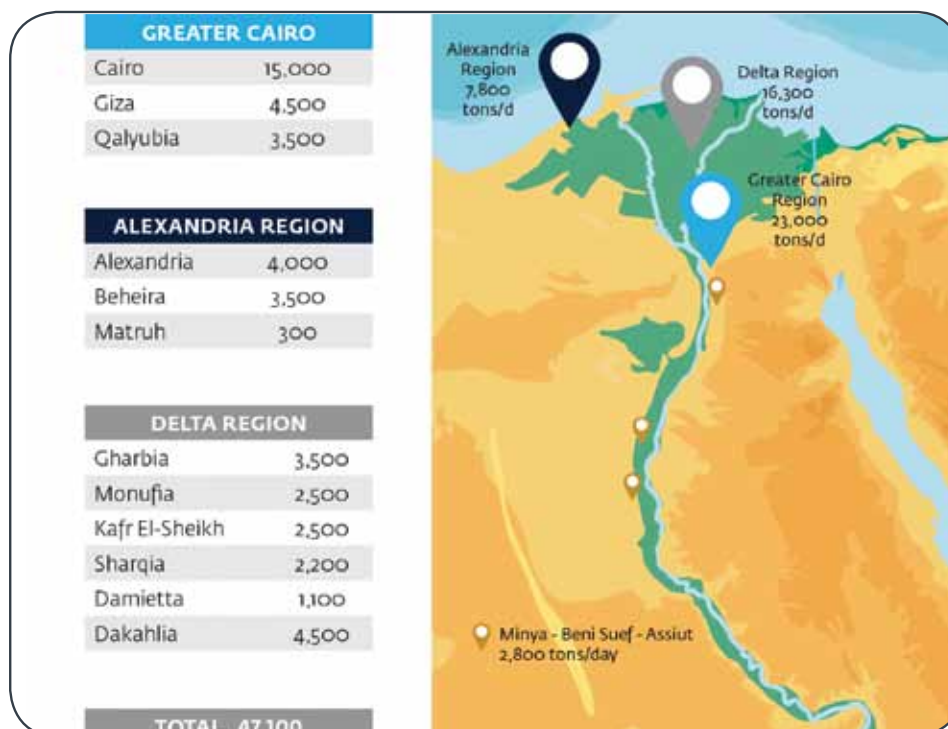 GREATER CAIRO
Cairo 15,000
Giza 4,500
Qalyubia 3,500
ALEXANDRIA REGION
Alexandria 4,000
Beheira 3,500
Matruh 300
DELTA REGION
Gharbia 3,500
Monufia 2,500
Kafr El-Sheikh 2,500
Sharqia 2,200
Damietta 1,100
Dakahlia 4,500
TOTAL 47,100
Alexandria
Region
7,800
tons/d
Delta Region
16,300
tons/d
Greater Cairo
Region
23,000
tons/d
Minya - Beni Suef - Assiut
2,800 tons/day